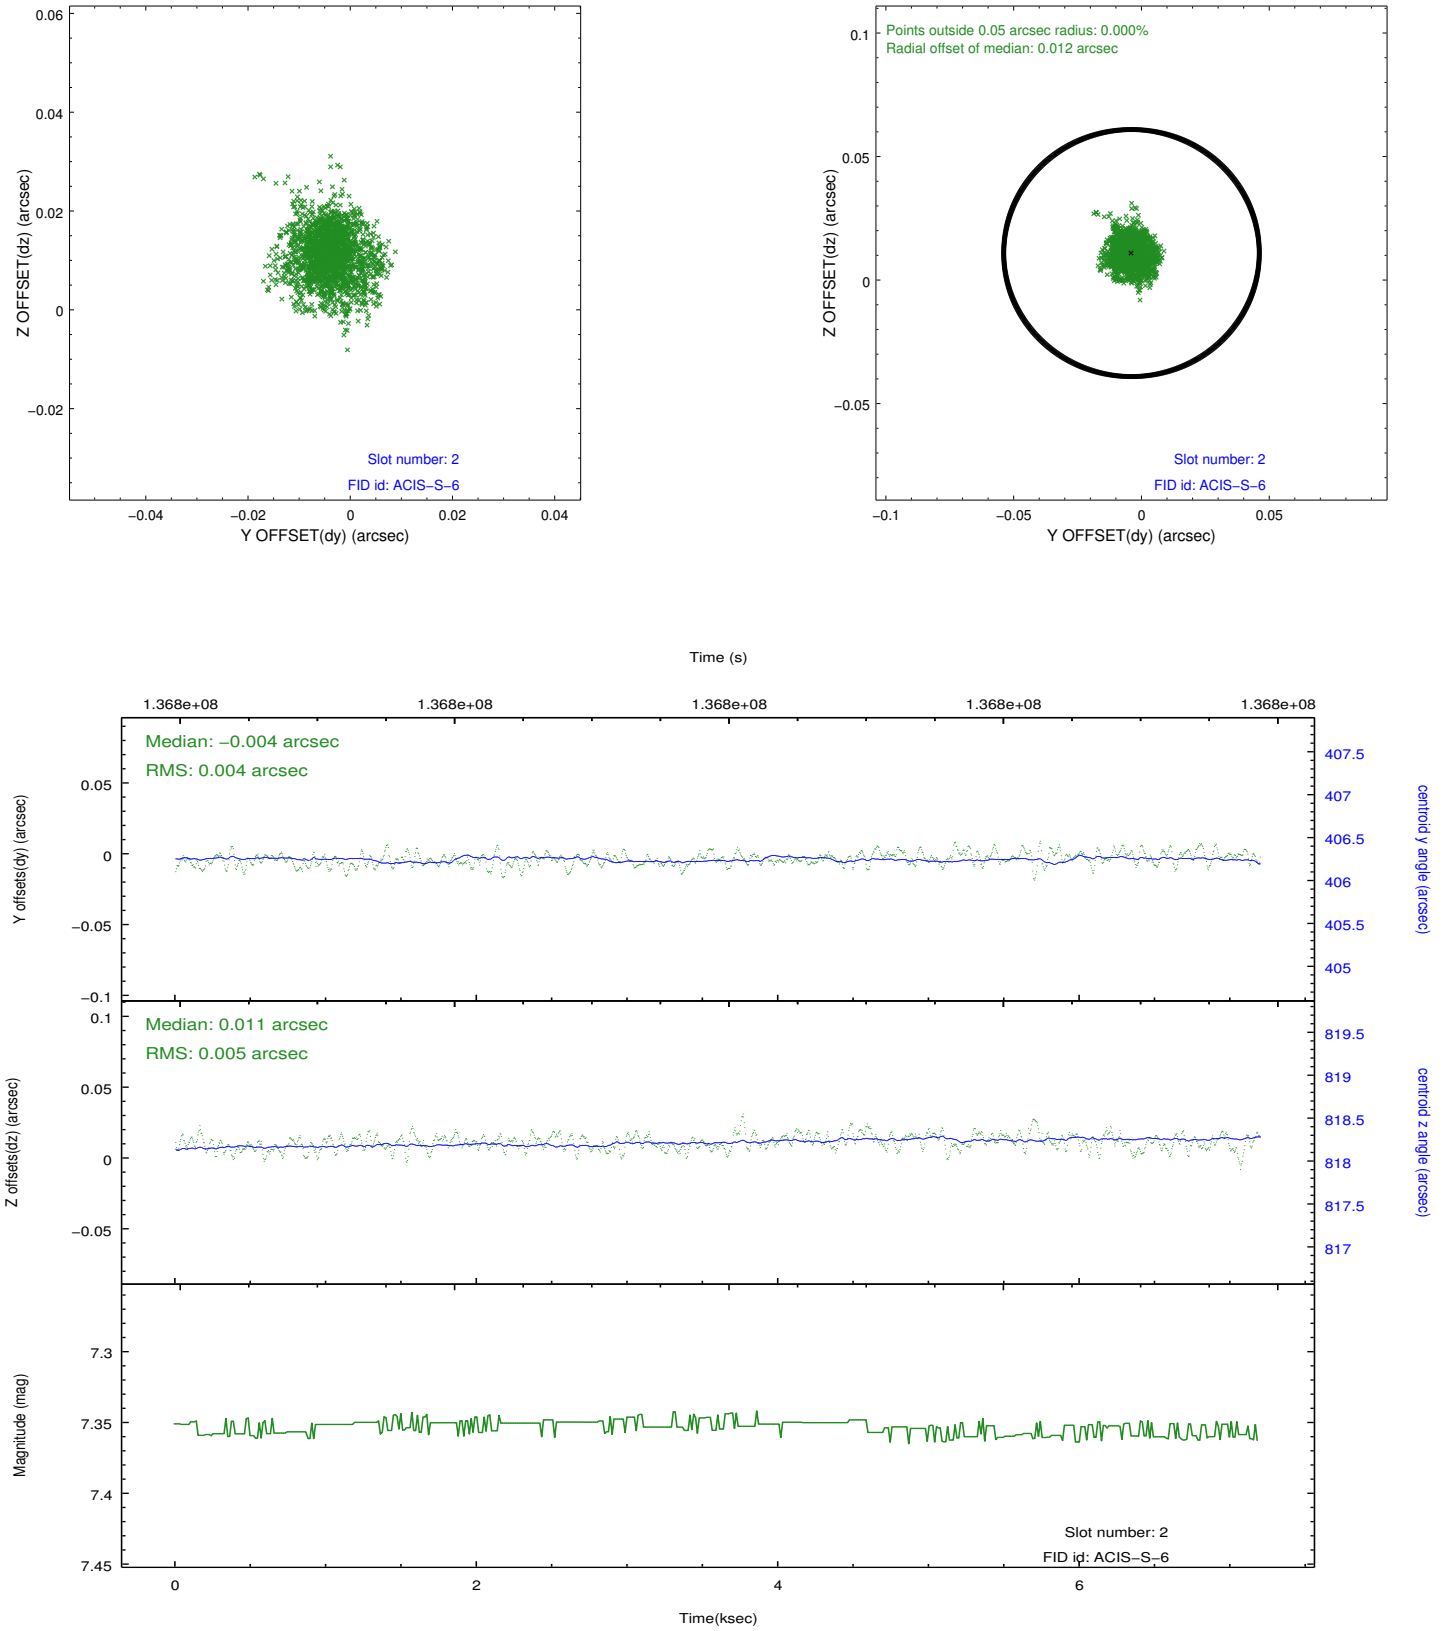 0.06
0.04
0.02
0
−0.02
Z OFFSET(dz) (arcsec)
Slot number: 2
FID id: ACIS−S−6
−0.04
−0.02
0
0.02
0.04
Y OFFSET(dy) (arcsec)
Points outside 0.05 arcsec radius: 0.000%
Radial offset of median: 0.012 arcsec
0.1
0.05
0
−0.05
Z OFFSET(dz) (arcsec)
Slot number: 2
FID id: ACIS−S−6
−0.1
−0.05
0
0.05
Y OFFSET(dy) (arcsec)
Time (s)
1.368e+08
1.368e+08
1.368e+08
1.368e+08
1.368e+08
Median: −0.004 arcsec
RMS: 0.004 arcsec
0.05
0
−0.05
−0.1
Y offsets(dy) (arcsec)
407.5
407
406.5
406
405.5
405
centroid y angle (arcsec)
Median: 0.011 arcsec
RMS: 0.005 arcsec
0.1
0.05
0
−0.05
Z offsets(dz) (arcsec)
819.5
819
818.5
818
817.5
817
centroid z angle (arcsec)
7.3
7.35
7.4
7.45
Magnitude (mag)
Slot number: 2
FID id: ACIS−S−6
0
2
4
6
Time(ksec)